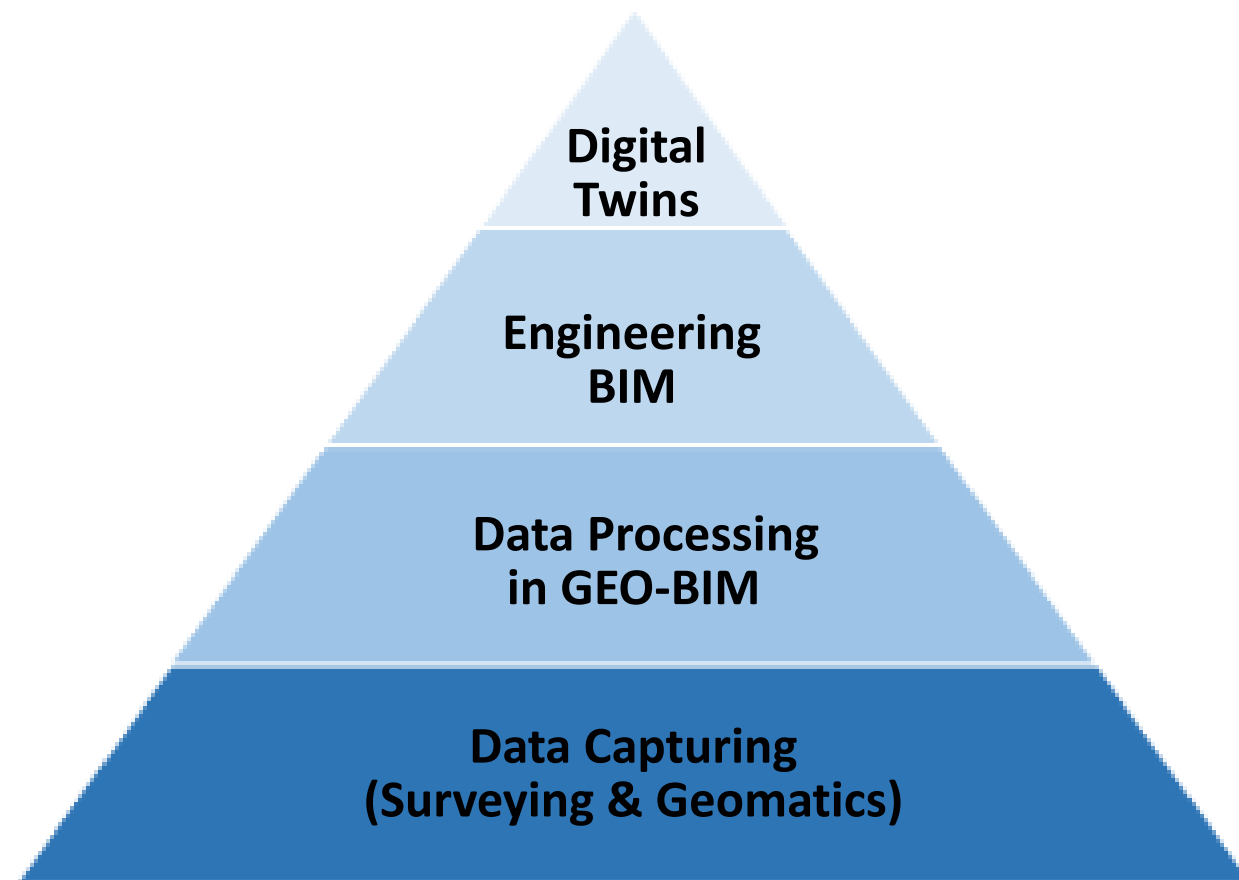 Digital
Twins
Engineering
BIM
Data Processing
in GEO-BIM
Data Capturing
(Surveying & Geomatics)